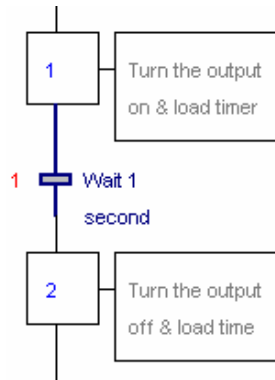 1
Turn the output
on & load timer
1 Wait 1
second
2
Turn the output
off & load time